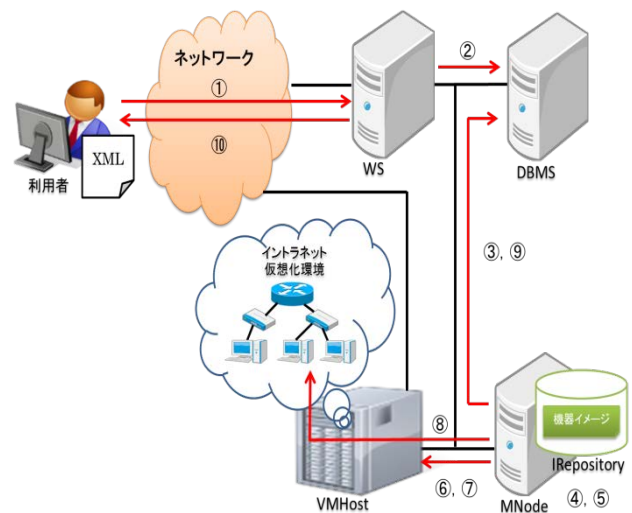 ネットワーク
①
②
XML
⑩
利用者
WS
DBMS
イントラネット
仮想化環境
③, ⑨
機器イメージ
⑧
IRepository
⑥, ⑦
VMHost
MNode
④ ⑤